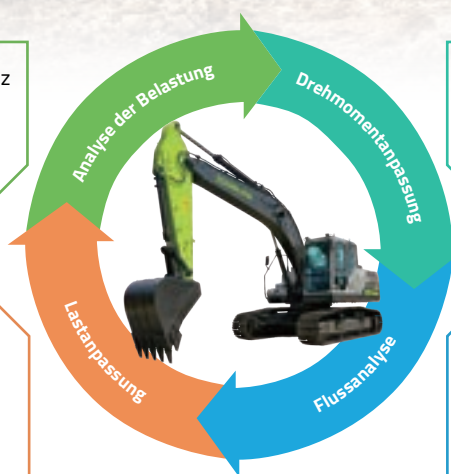 z
Analyse der Belastung
Drehmomentanpassung
Flussanalyse
Lastanpassung